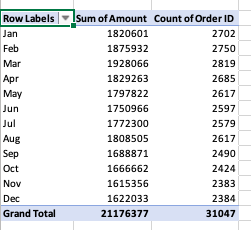 Row Labels Sum of Amount Count of Order ID
Jan 1820601 2702
Feb 1875932 2750
Mar 1928066 2819
Apr 1829263 2685
May 1797822 2617
Jun 1750966 2597
Jul 1772300 2579
Aug 1808505 2617
Sep 1688871 2490
Oct 1666662 2424
Nov 1615356 2383
Dec 1622033 2384
Grand Total 21176377 31047